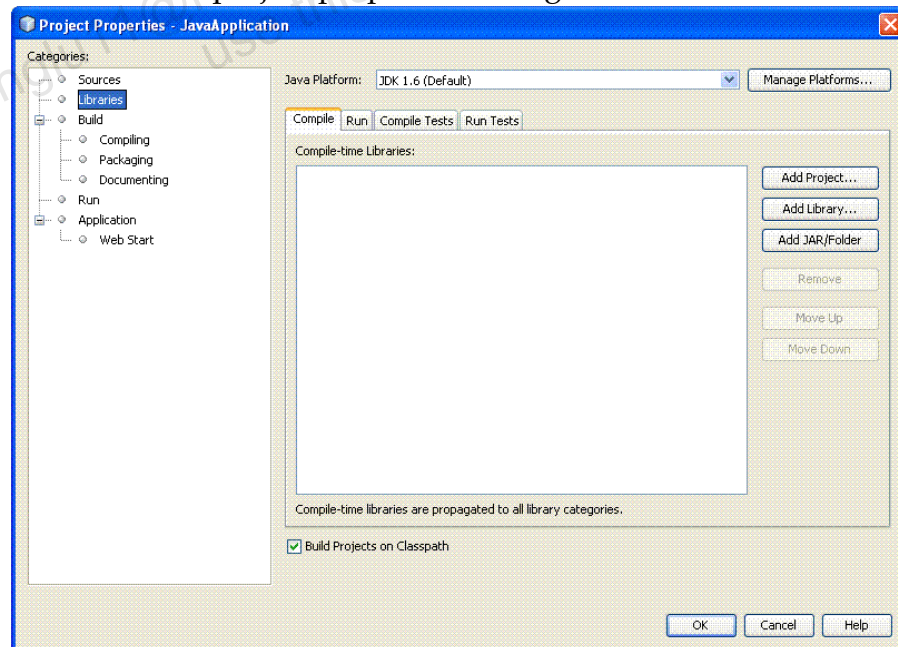 Project Properties - JavaApplication
Categories:
Sources
Libraries
Build
Compiling
Packaging
Documenting
Run
Application
Web Start
Java Platform: JDK 1.6 (Default) Manage Platforms...
Compile Run Compile Tests Run Tests
Compile-time Libraries:
Add Project...
Add Library...
Add JAR/Folder
Remove
Move Up
Move Down
Compile-time libraries are propagated to all library categories.
Build Projects on Classpath
OK Cancel Help